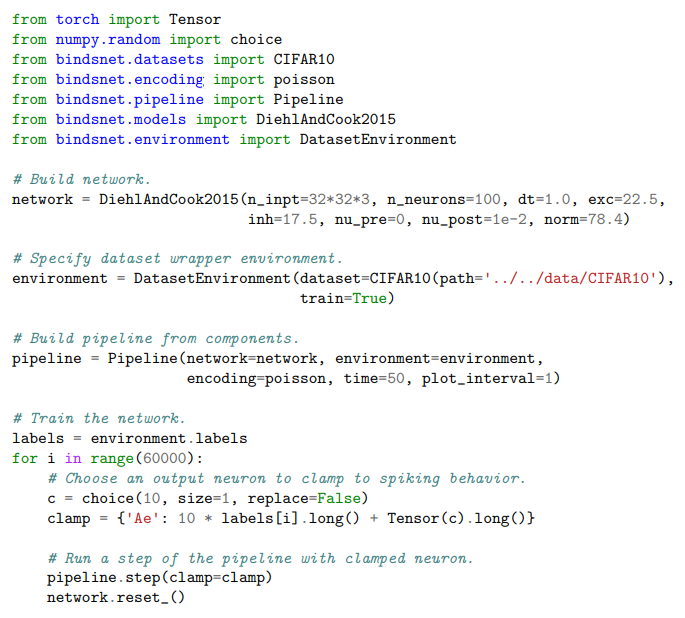 from torch import Tensor
from numpy.random import choice
from bindsnet.datasets import CIFAR10
from bindsnet.encoding import poisson
from bindsnet.pipeline import Pipeline
from bindsnet.models import DiehlAndCook2015
from bindsnet.environment import DatasetEnvironment

# Build network.
network = DiehlAndCook2015(n_inpt=32*32*3, n_neurons=100, dt=1.0, exc=22.5,
                           inh=17.5, nu_pre=0, nu_post=1e-2, norm=78.4)

# Specify dataset wrapper environment.
environment = DatasetEnvironment(dataset=CIFAR10(path='../../data/CIFAR10'),
                                 train=True)

# Build pipeline from components.
pipeline = Pipeline(network=network, environment=environment,
                    encoding=poisson, time=50, plot_interval=1)

# Train the network.
labels = environment.labels
for i in range(60000):
    # Choose an output neuron to clamp to spiking behavior.
    c = choice(10, size=1, replace=False)
    clamp = {'Ae': 10 * labels[i].long() + Tensor(c).long()}

    # Run a step of the pipeline with clamped neuron.
    pipeline.step(clamp=clamp)
    network.reset_()